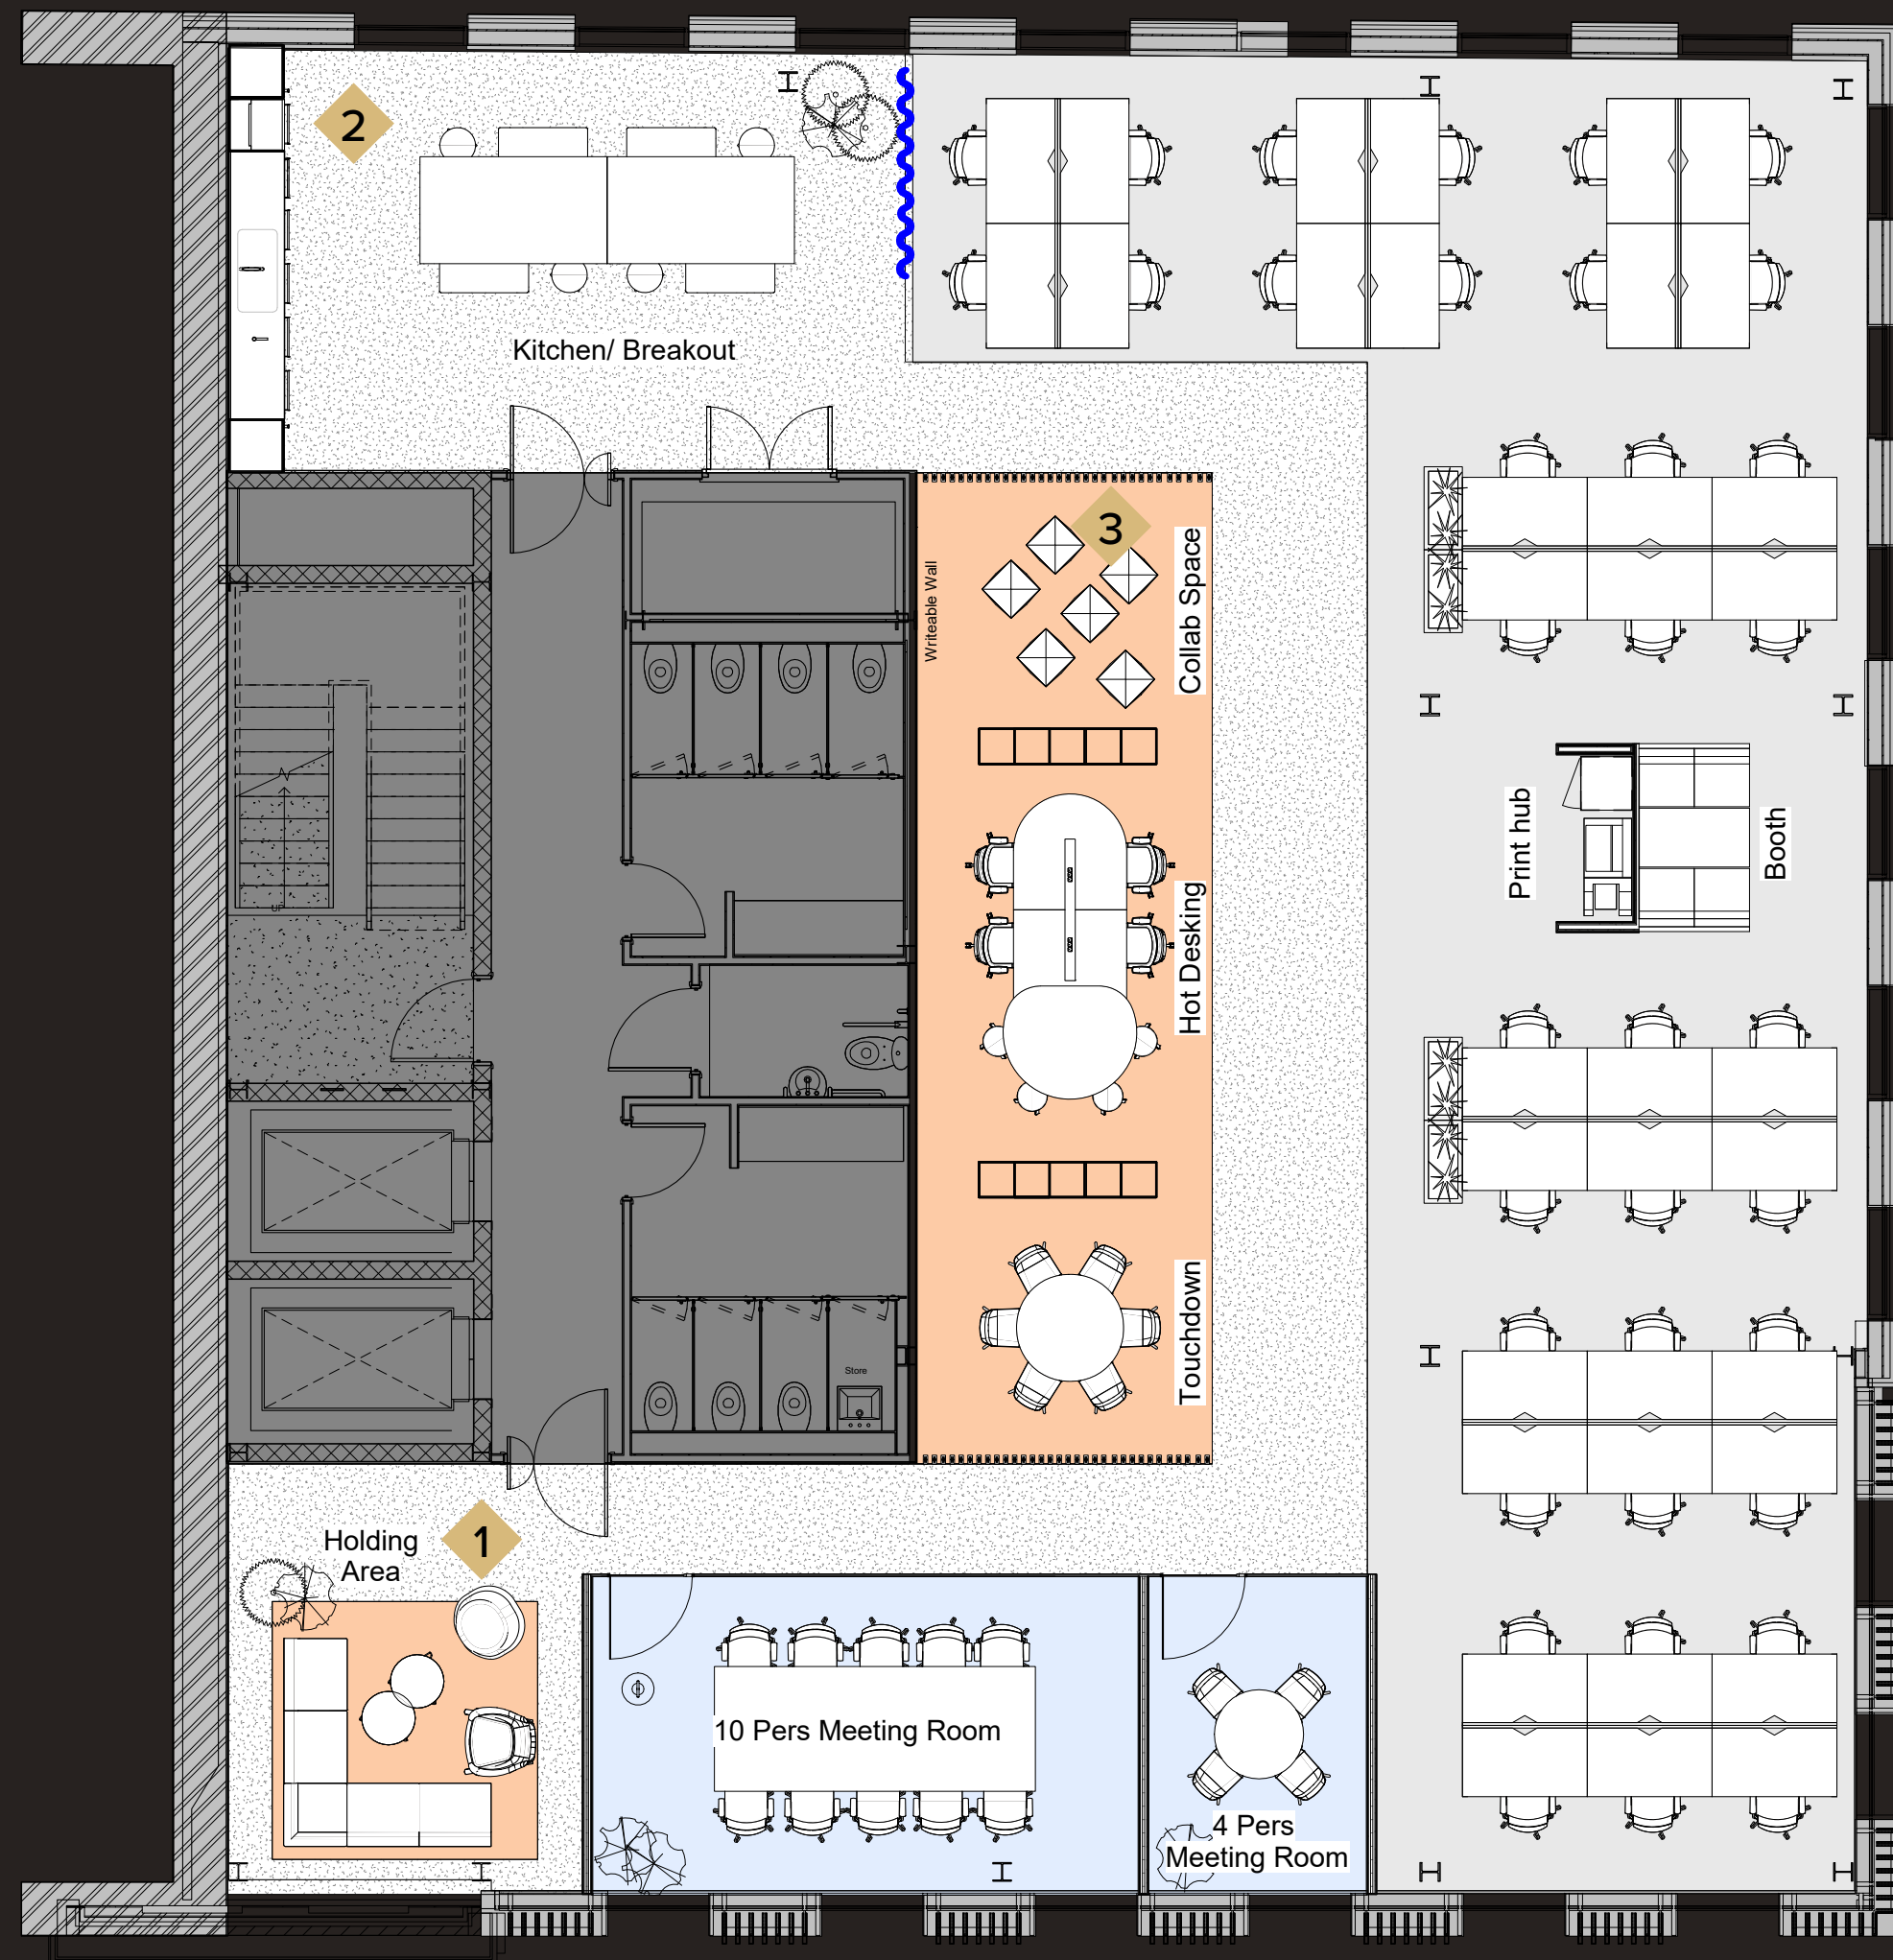 2
Kitchen/ Breakout
3
Writeable Wall
Collab Space
Print hub
Booth
Hot Desking
UP
Touchdown
Store
1
Holding
Area
10 Pers Meeting Room
4 Pers
Meeting Room